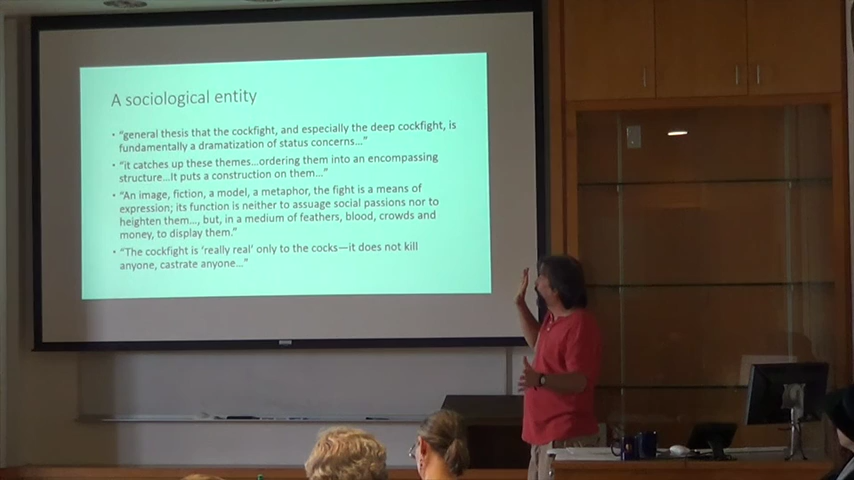 A sociological entity
• “general thesis that the cockfight, and especially the deep cockfight, is
fundamentally a dramatization of status concerns…”
• “it catches up these themes…ordering them into an encompassing
structure…It puts a construction on them…”
• “An image, fiction, a model, a metaphor, the fight is a means of
expression; its function is neither to assuage social passions nor to
heighten them…, but, in a medium of feathers, blood, crowds and
money, to display them.”
• “The cockfight is ‘really real’ only to the cocks—it does not kill
anyone, castrate anyone…”